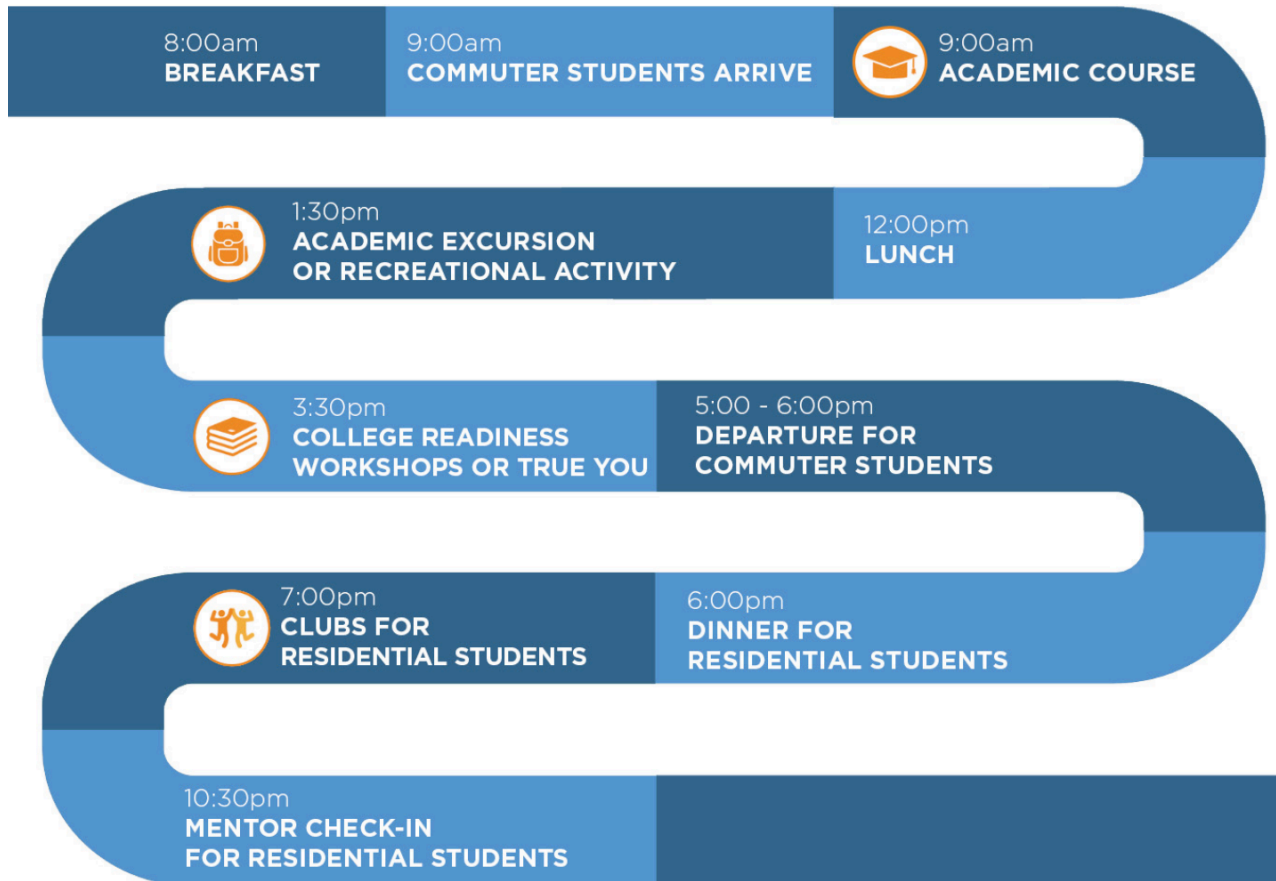 8:00am
BREAKFAST
9:00am
COMMUTER STUDENTS ARRIVE
9:00am
ACADEMIC COURSE
12:00pm
LUNCH
1:30pm
ACADEMIC EXCURSION
OR RECREATIONAL ACTIVITY
3:30pm
COLLEGE READINESS
WORKSHOPS OR TRUE YOU
5:00 - 6:00pm
DEPARTURE FOR
COMMUTER STUDENTS
6:00pm
DINNER FOR
RESIDENTIAL STUDENTS
7:00pm
CLUBS FOR
RESIDENTIAL STUDENTS
10:30pm
MENTOR CHECK-IN
FOR RESIDENTIAL STUDENTS